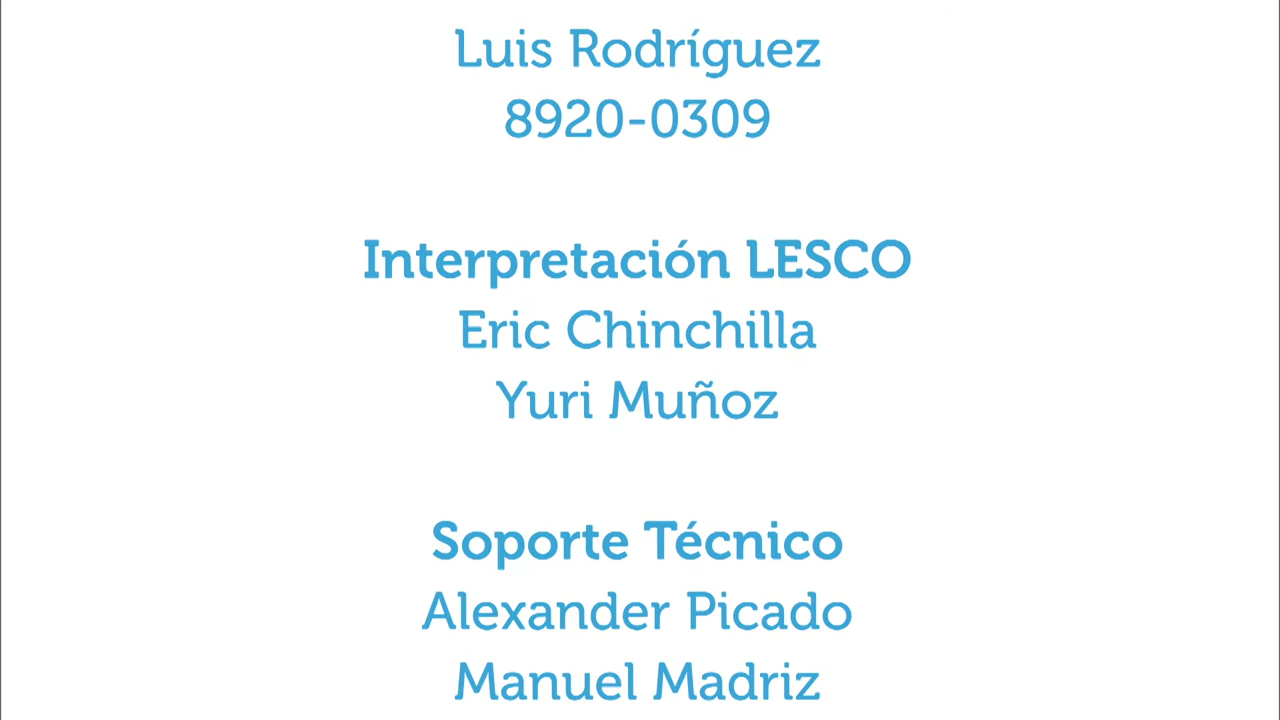 Luis Rodríguez
8920-0309
Interpretación LESCO
Eric Chinchilla
Yuri Muñoz
Soporte Técnico
Alexander Picado
Manuel Madriz